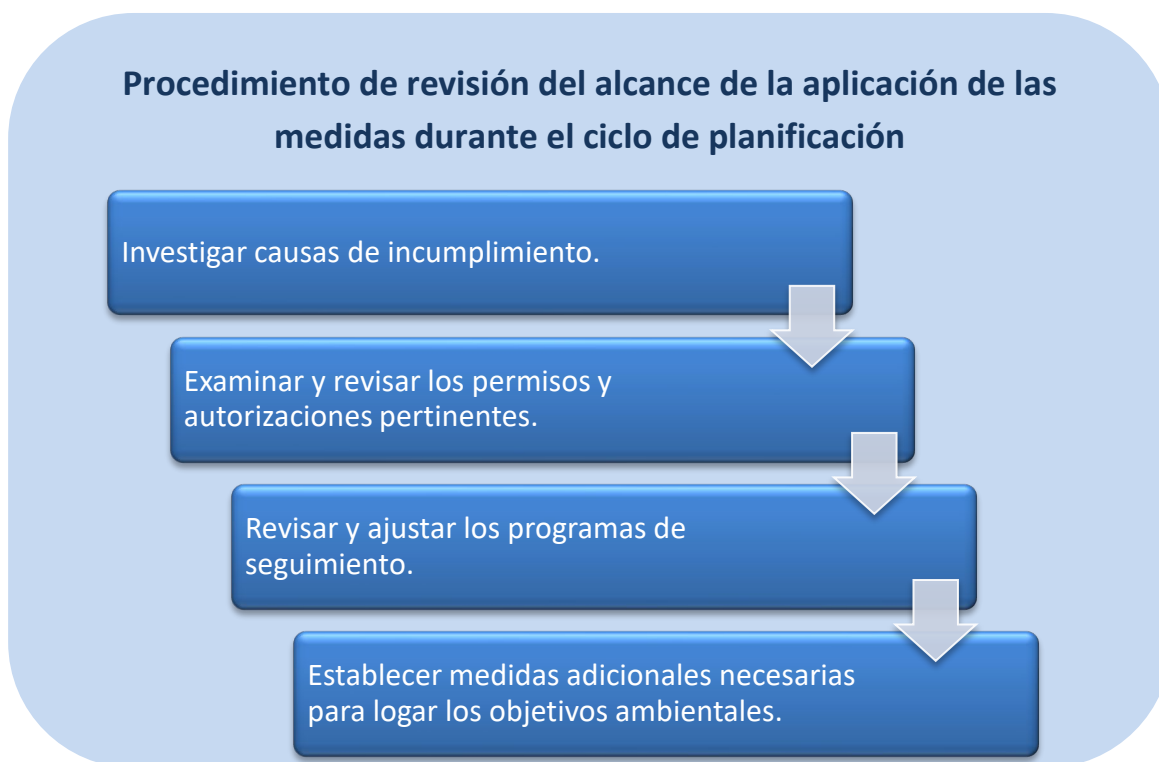 Procedimiento de revisión del alcance de la aplicación de las
medidas durante el ciclo de planificación
Investigar causas de incumplimiento.
Examinar y revisar los permisos y
autorizaciones pertinentes.
Revisar y ajustar los programas de
seguimiento.
Establecer medidas adicionales necesarias
para logar los objetivos ambientales.